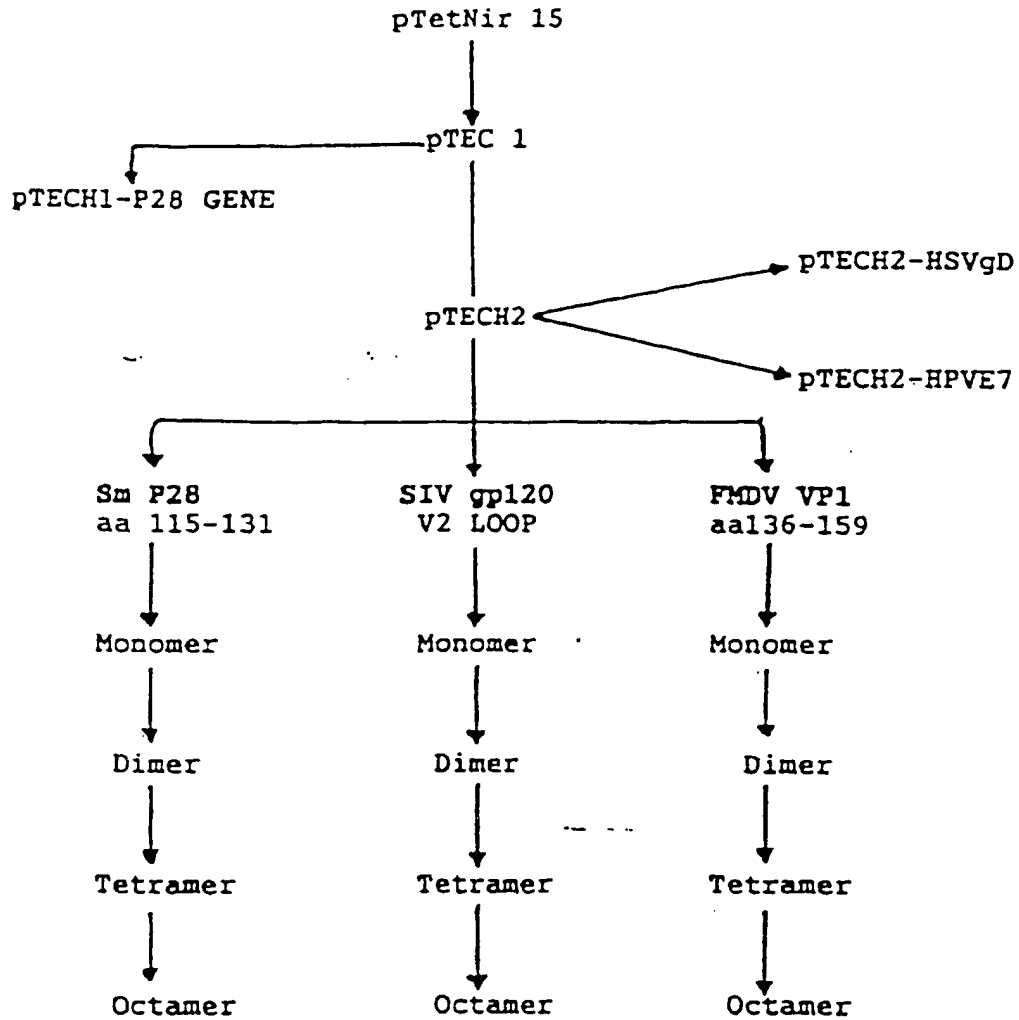 pTetNir 15
pTEC 1
pTECH1-P28 GENE
pTECH2-HSVgD
pTECH2
pTECH2-HPVE7
Sm P28
aa 115-131
SIV gp120
V2 LOOP
FMDV VP1
aa136-159
Monomer
Monomer
Monomer
Dimer
Dimer
Dimer
Tetramer
Tetramer
Tetramer
Octamer
Octamer
Octamer